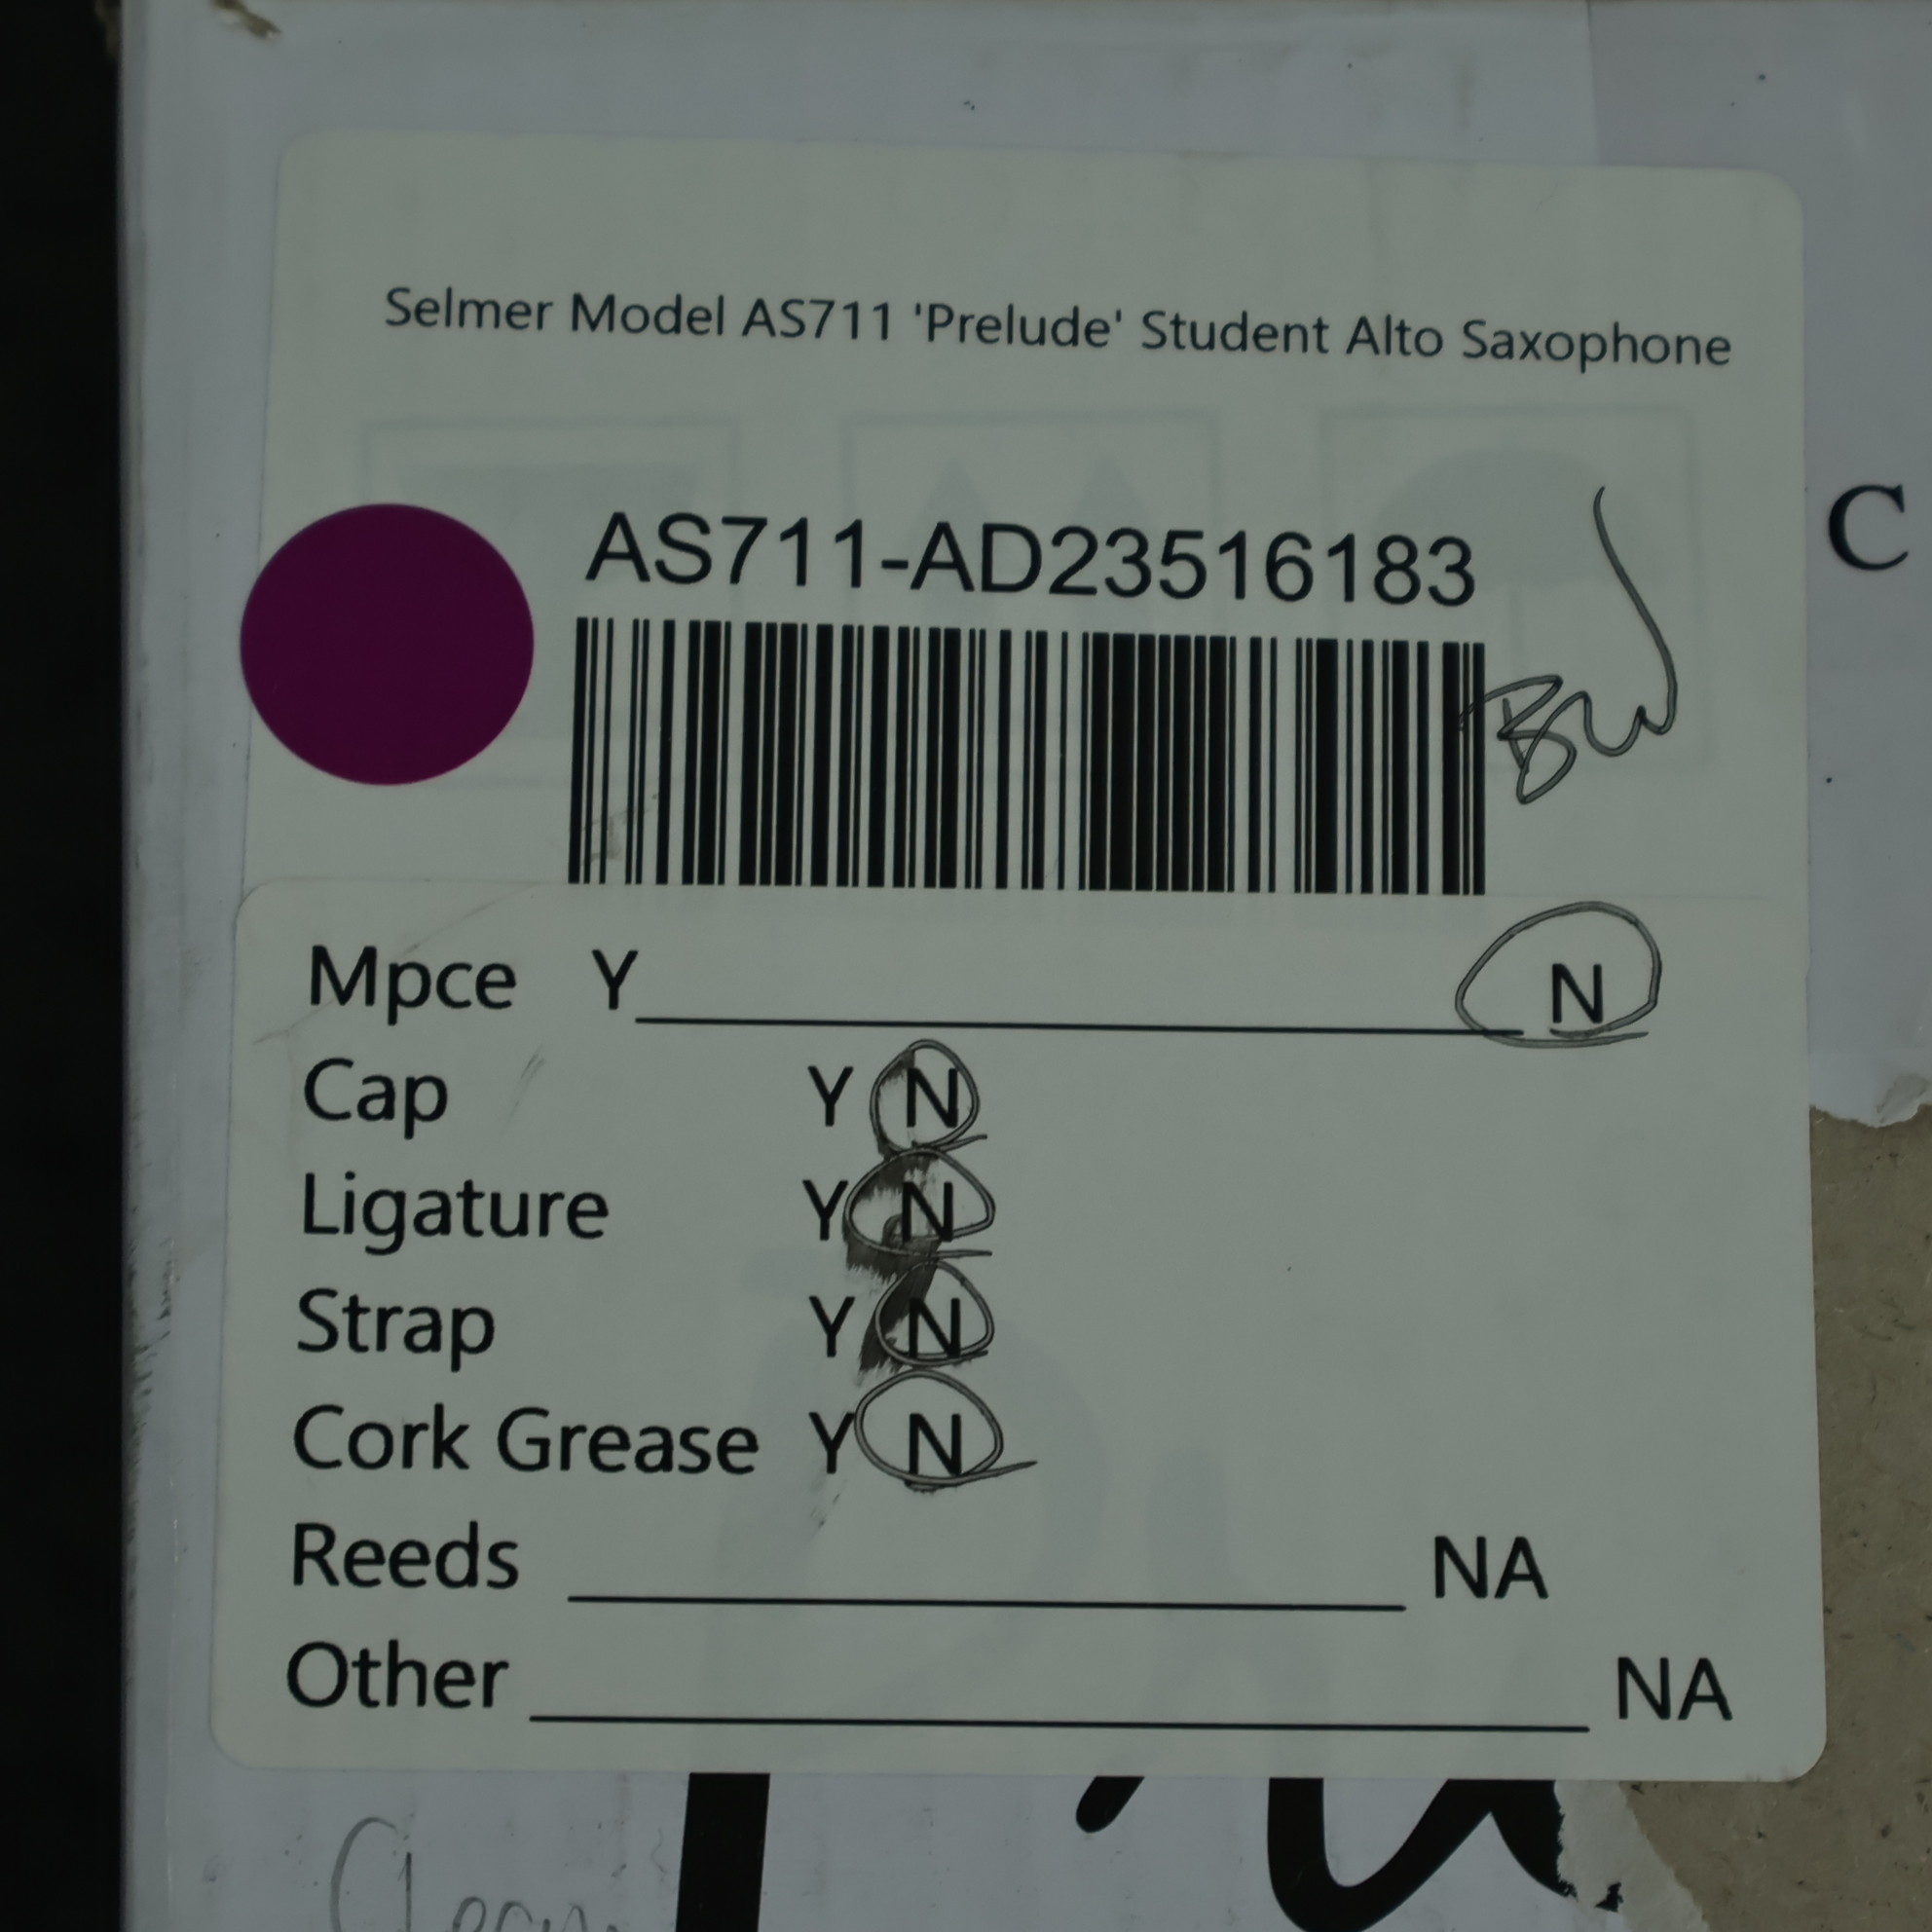 Selmer Model AS711 'Prelude' Student Alto Saxophone
C
AS711-AD23516183
BW
Mpce Y N
Cap Y N
Ligature Y N
Strap Y N
Cork Grease Y N
Reeds NA
Other NA